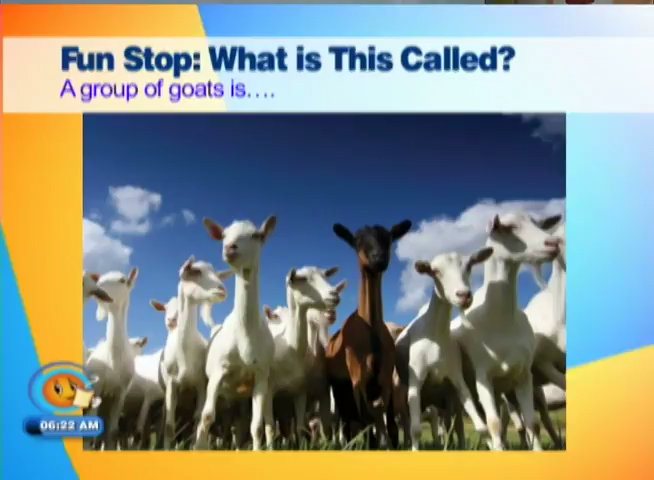 Fun Stop: What is This Called?
A group of goats is....
06:22 AM